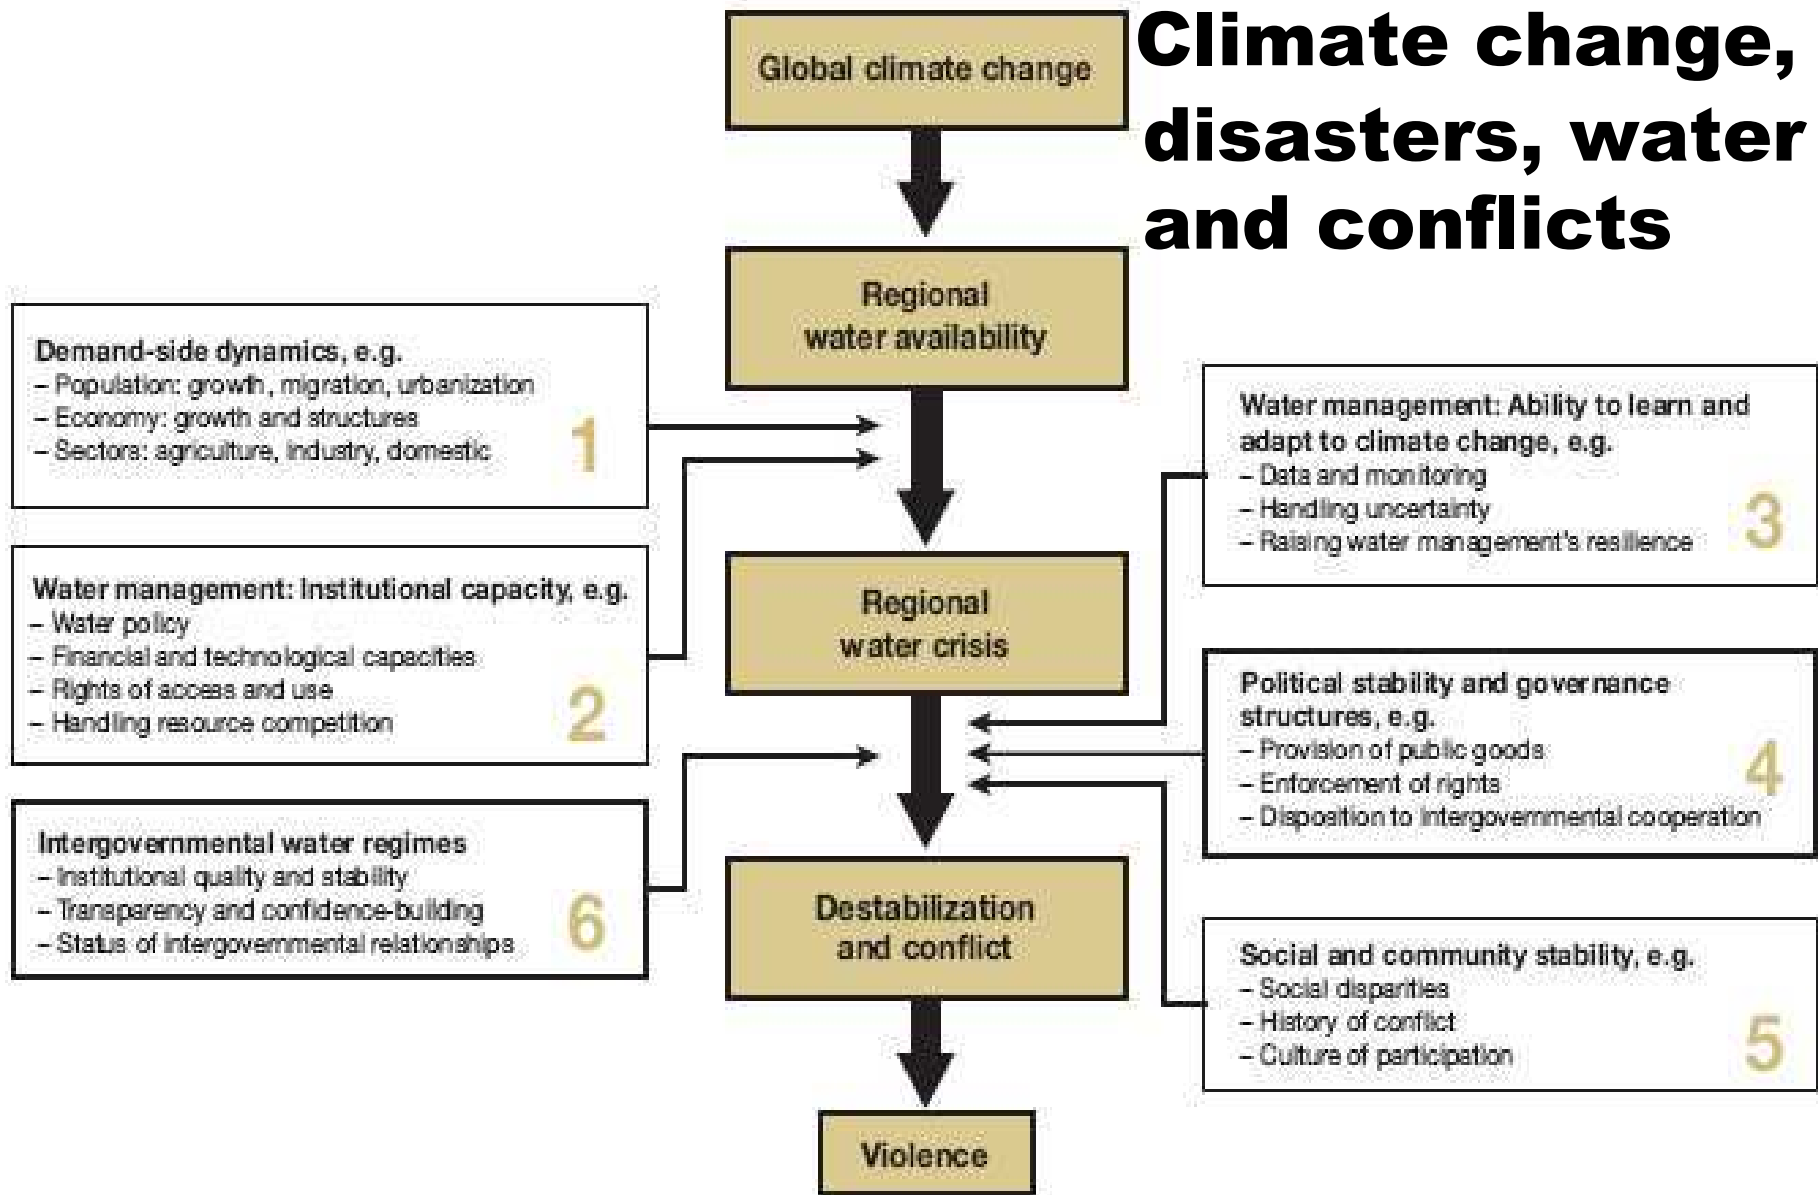 Climate change,
disasters, water
and conflicts
Global climate change
Regional
water availability
Demand-side dynamics, e.g.
– Population: growth, migration, urbanization
– Economy: growth and structures
– Sectors: agriculture, industry, domestic
1
Water management: Institutional capacity, e.g.
– Water policy
– Financial and technological capacities
– Rights of access and use
– Handling resource competition
2
Regional
water crisis
Water management: Ability to learn and
adapt to climate change, e.g.
– Data and monitoring
– Handling uncertainty
– Raising water management's resilience
3
Political stability and governance
structures, e.g.
– Provision of public goods
– Enforcement of rights
– Disposition to intergovernmental cooperation
4
Social and community stability, e.g.
– Social disparities
– History of conflict
– Culture of participation
5
Intergovernmental water regimes
– Institutional quality and stability
– Transparency and confidence-building
– Status of intergovernmental relationships
6
Destabilization
and conflict
Violence